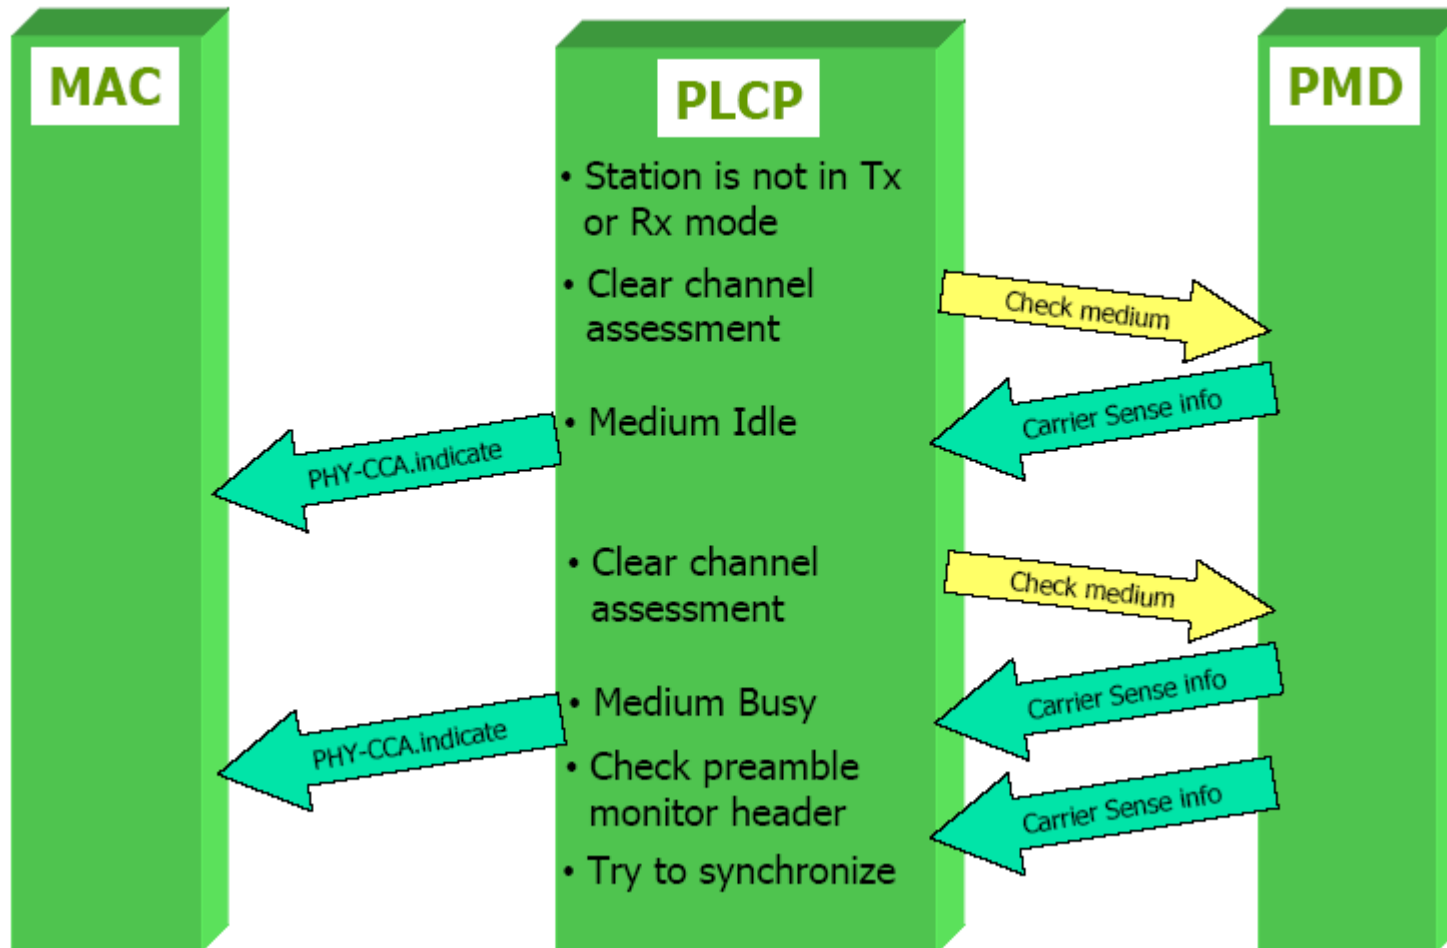 MAC
PLCP
PMD
• Station is not in Tx
or Rx mode
• Clear channel
assessment
Check medium
Carrier Sense info
• Medium Idle
PHY-CCA.indicate
• Clear channel
assessment
Check medium
Carrier Sense info
• Medium Busy
PHY-CCA.indicate
• Check preamble
monitor header
Carrier Sense info
• Try to synchronize